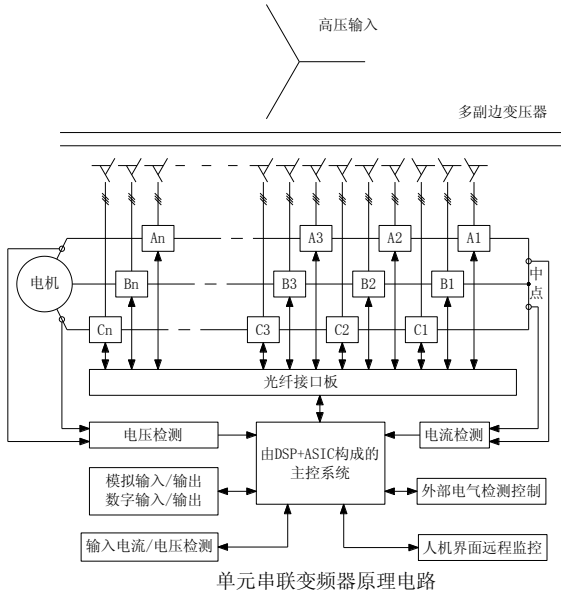 高压输入
多副边变压器
An
A3
A2
A1
电机
Bn
B3
B2
B1
中点
Cn
C3
C2
C1
光纤接口板
电压检测
由DSP+ASIC构成的
主控系统
电流检测
模拟输入/输出
数字输入/输出
外部电气检测控制
输入电流/电压检测
人机界面远程监控
单元串联变频器原理电路